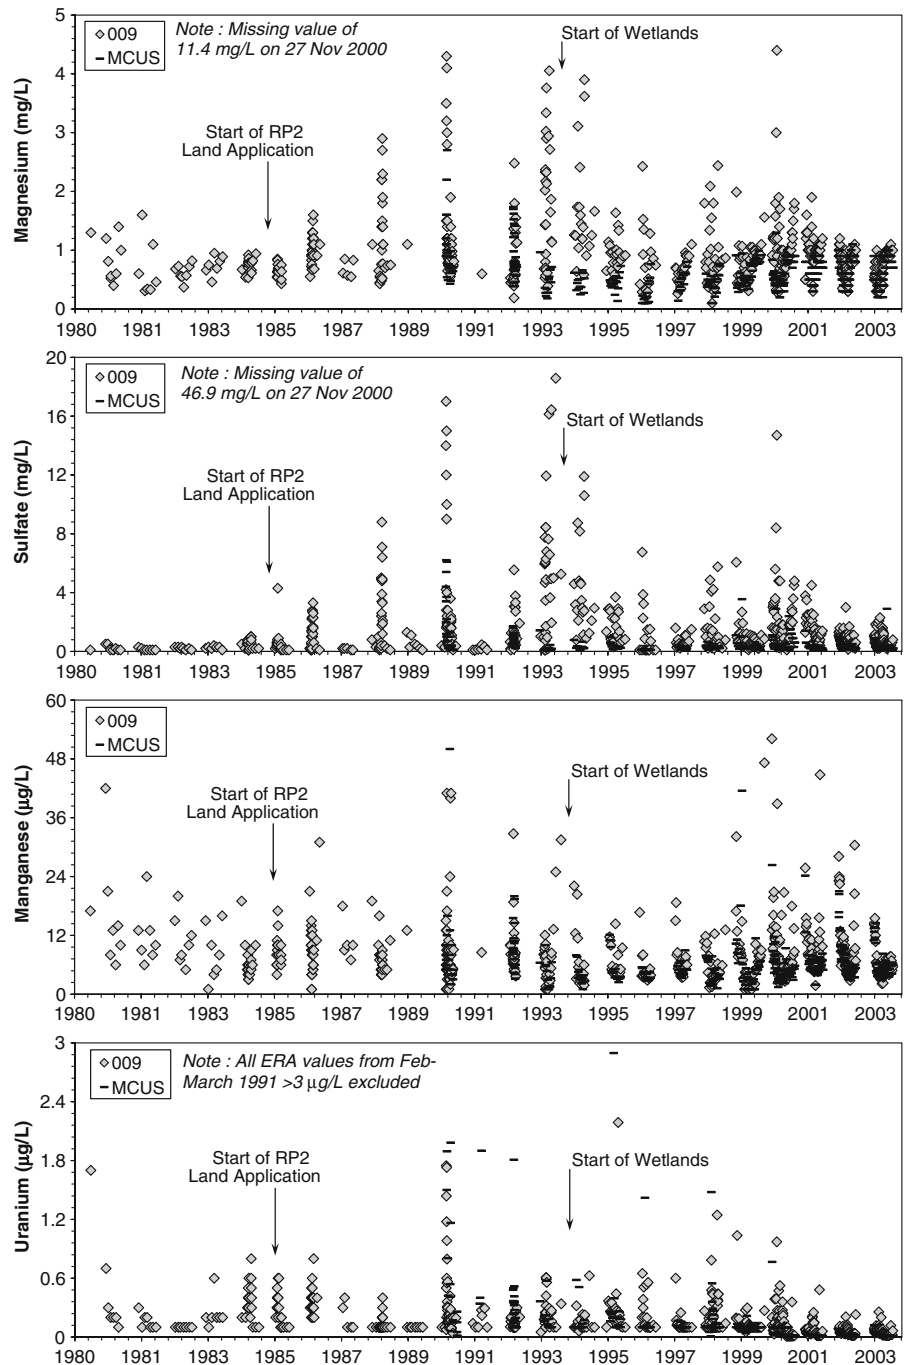 5
4
3
2
1
0
Magnesium (mg/L)
009
MCUS
Note : Missing value of
11.4 mg/L on 27 Nov 2000
Start of RP2
Land Application
Start of Wetlands
1980 1981 1983 1985 1987 1989 1991 1993 1995 1997 1999 2001 2003
20
16
12
8
4
0
Sulfate (mg/L)
009
MCUS
Note : Missing value of
46.9 mg/L on 27 Nov 2000
Start of RP2
Land Application
Start of Wetlands
1980 1981 1983 1985 1987 1989 1991 1993 1995 1997 1999 2001 2003
60
48
36
24
12
0
Manganese (µg/L)
009
MCUS
Start of RP2
Land Application
Start of Wetlands
1980 1981 1983 1985 1987 1989 1991 1993 1995 1997 1999 2001 2003
3
2.4
1.8
1.2
0.6
0
Uranium (µg/L)
009
MCUS
Note : All ERA values from Feb-
March 1991 >3 µg/L excluded
Start of RP2
Land Application
Start of Wetlands
1980 1981 1983 1985 1987 1989 1991 1993 1995 1997 1999 2001 2003